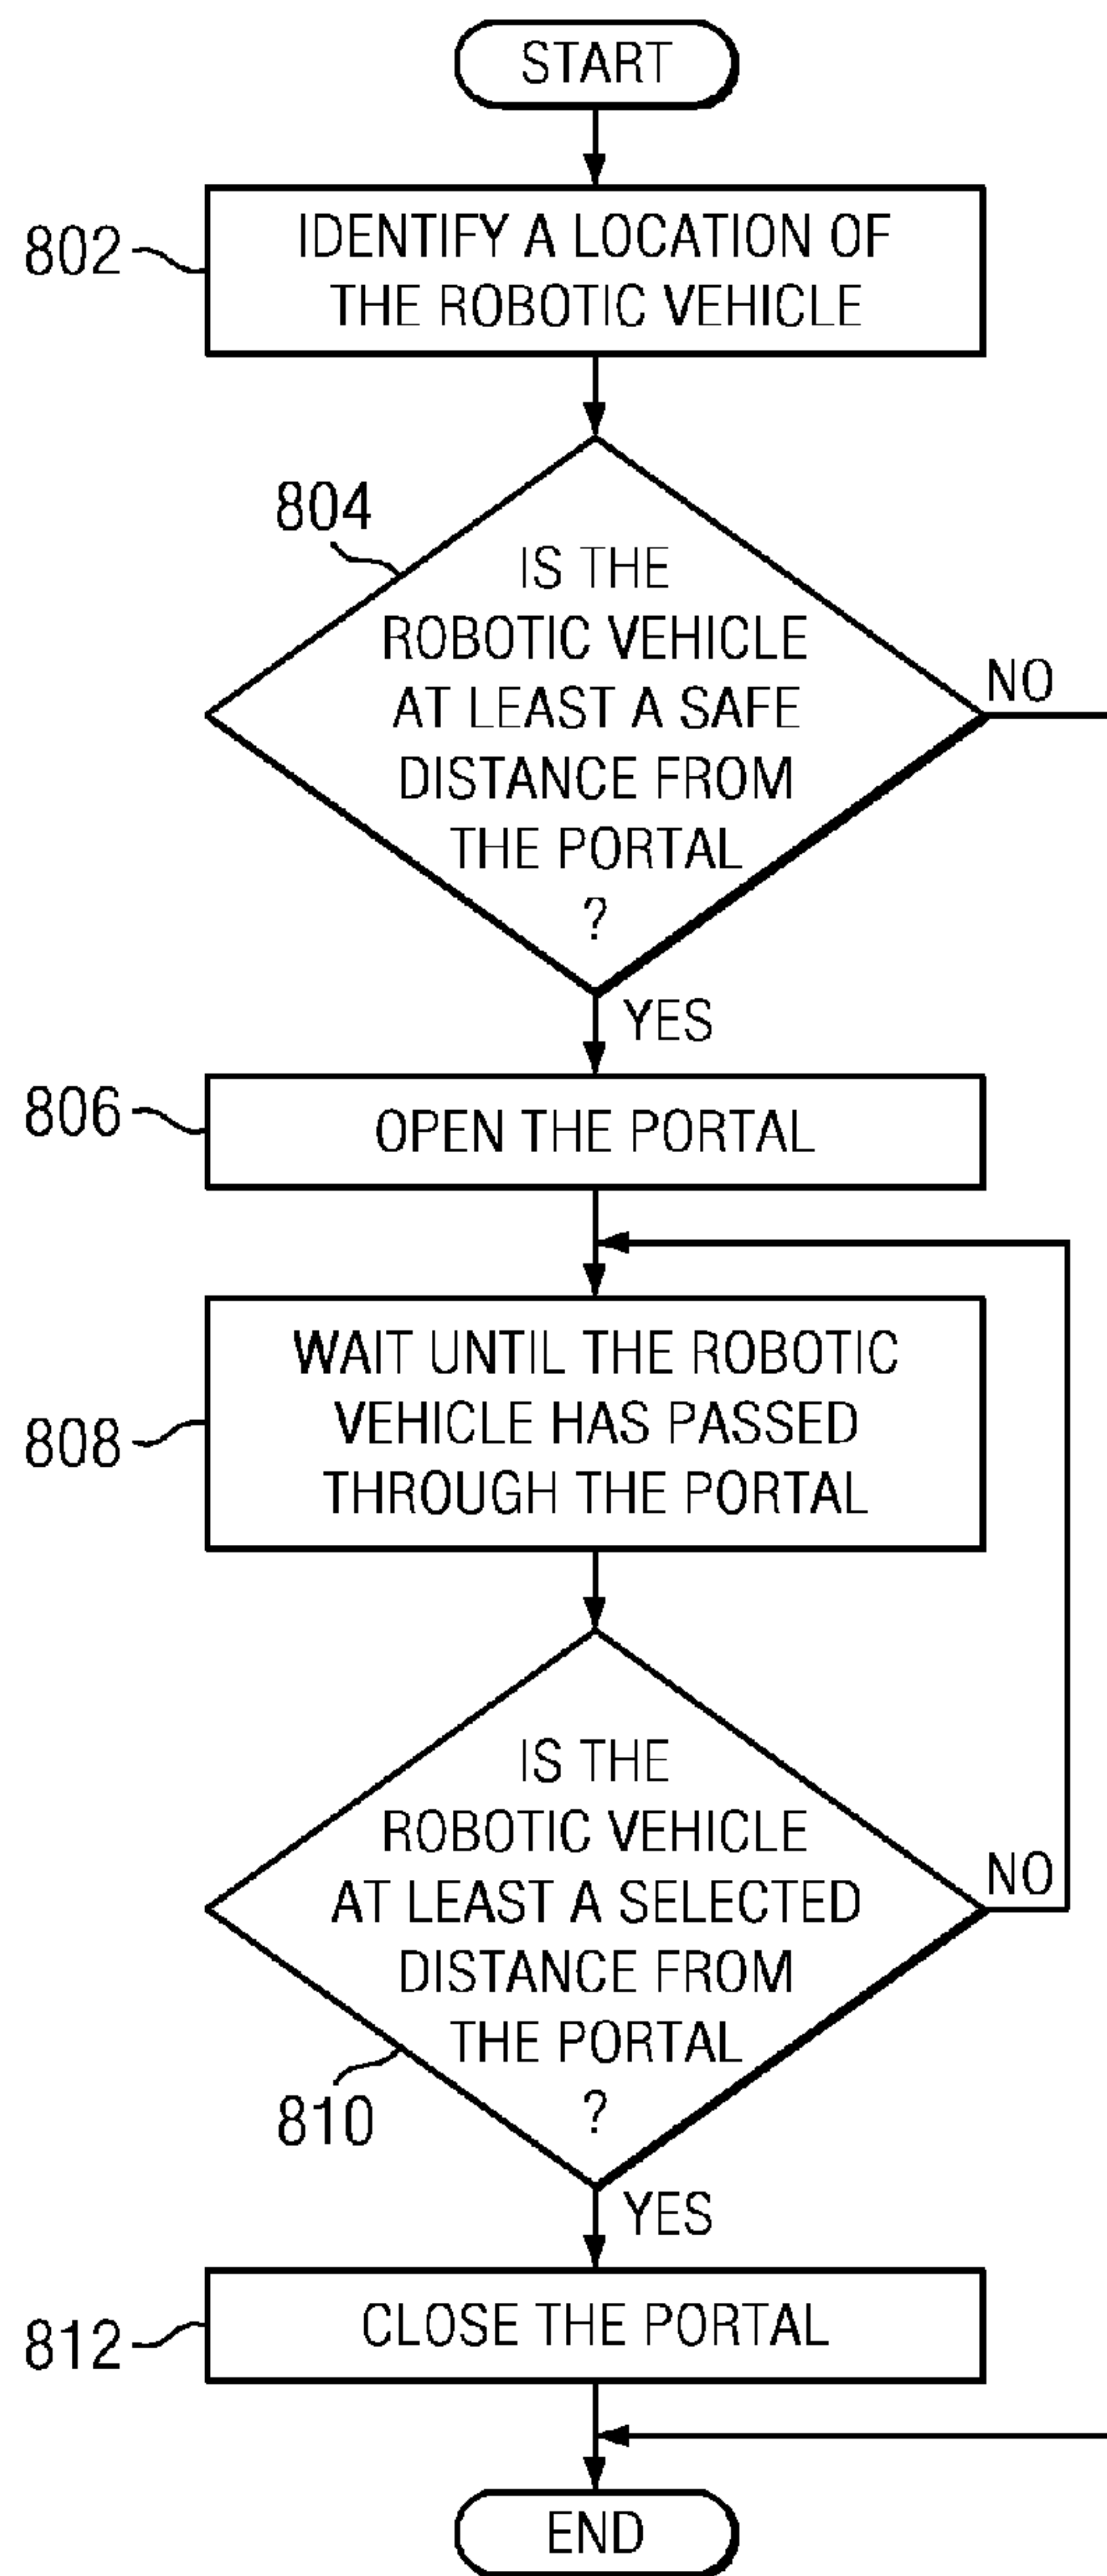 START
802
IDENTIFY A LOCATION OF
THE ROBOTIC VEHICLE
804
IS THE
ROBOTIC VEHICLE
AT LEAST A SAFE
DISTANCE FROM
THE PORTAL
?
NO
YES
806
OPEN THE PORTAL
808
WAIT UNTIL THE ROBOTIC
VEHICLE HAS PASSED
THROUGH THE PORTAL
IS THE
ROBOTIC VEHICLE
AT LEAST A SELECTED
DISTANCE FROM
THE PORTAL
?
NO
810
YES
812
CLOSE THE PORTAL
END